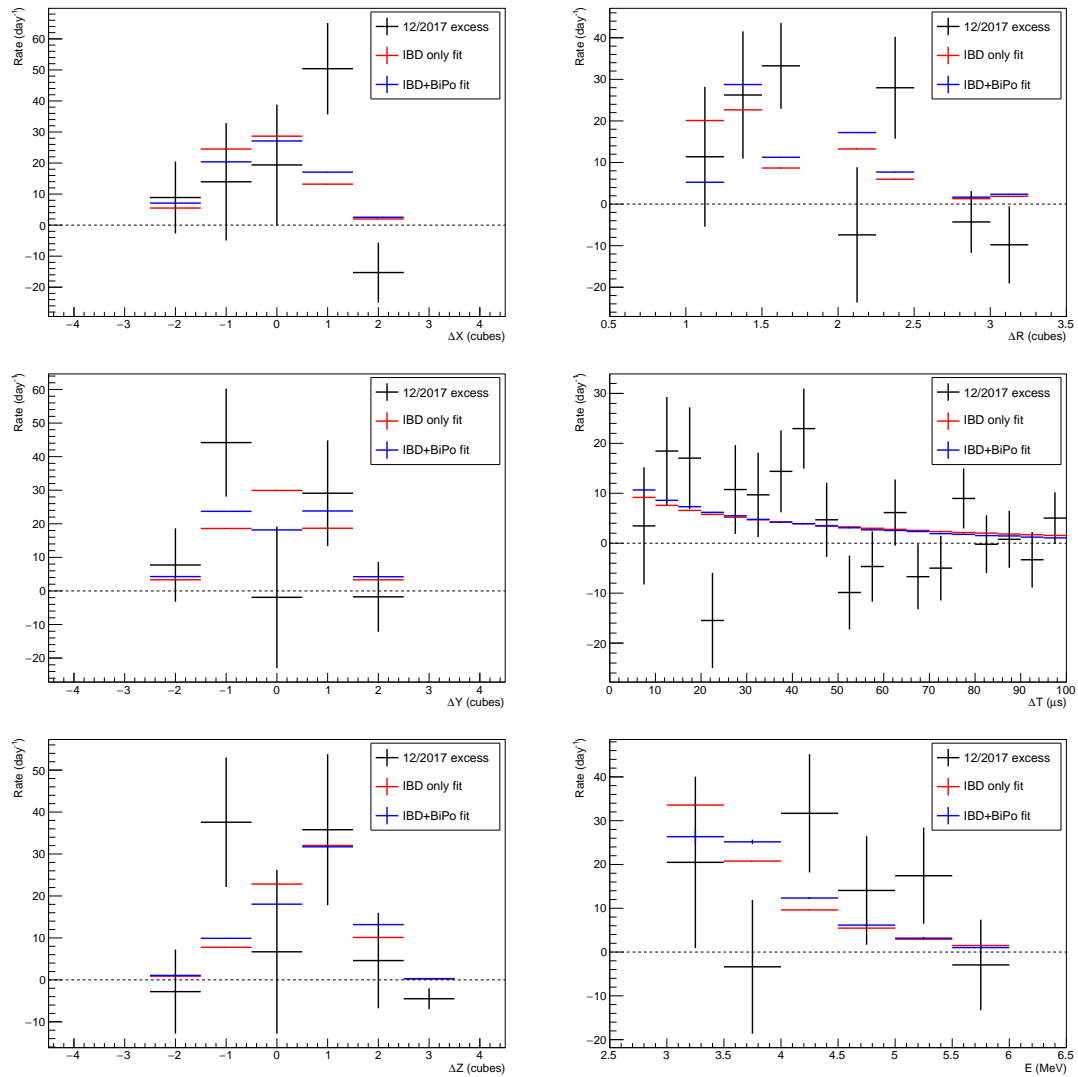 Rate (day⁻¹)
60
50
40
30
20
10
0
−10
−20
12/2017 excess
IBD only fit
IBD+BiPo fit
−4 −3 −2 −1 0 1 2 3 4
ΔX (cubes)
Rate (day⁻¹)
40
30
20
10
0
−10
−20
12/2017 excess
IBD only fit
IBD+BiPo fit
0.5 1 1.5 2 2.5 3 3.5
ΔR (cubes)
Rate (day⁻¹)
60
50
40
30
20
10
0
−10
−20
12/2017 excess
IBD only fit
IBD+BiPo fit
−4 −3 −2 −1 0 1 2 3 4
ΔY (cubes)
Rate (day⁻¹)
30
20
10
0
−10
−20
12/2017 excess
IBD only fit
IBD+BiPo fit
0 10 20 30 40 50 60 70 80 90 100
ΔT (μs)
Rate (day⁻¹)
50
40
30
20
10
0
−10
12/2017 excess
IBD only fit
IBD+BiPo fit
−4 −3 −2 −1 0 1 2 3 4
ΔZ (cubes)
Rate (day⁻¹)
40
30
20
10
0
−10
−20
12/2017 excess
IBD only fit
IBD+BiPo fit
2.5 3 3.5 4 4.5 5 5.5 6 6.5
E (MeV)